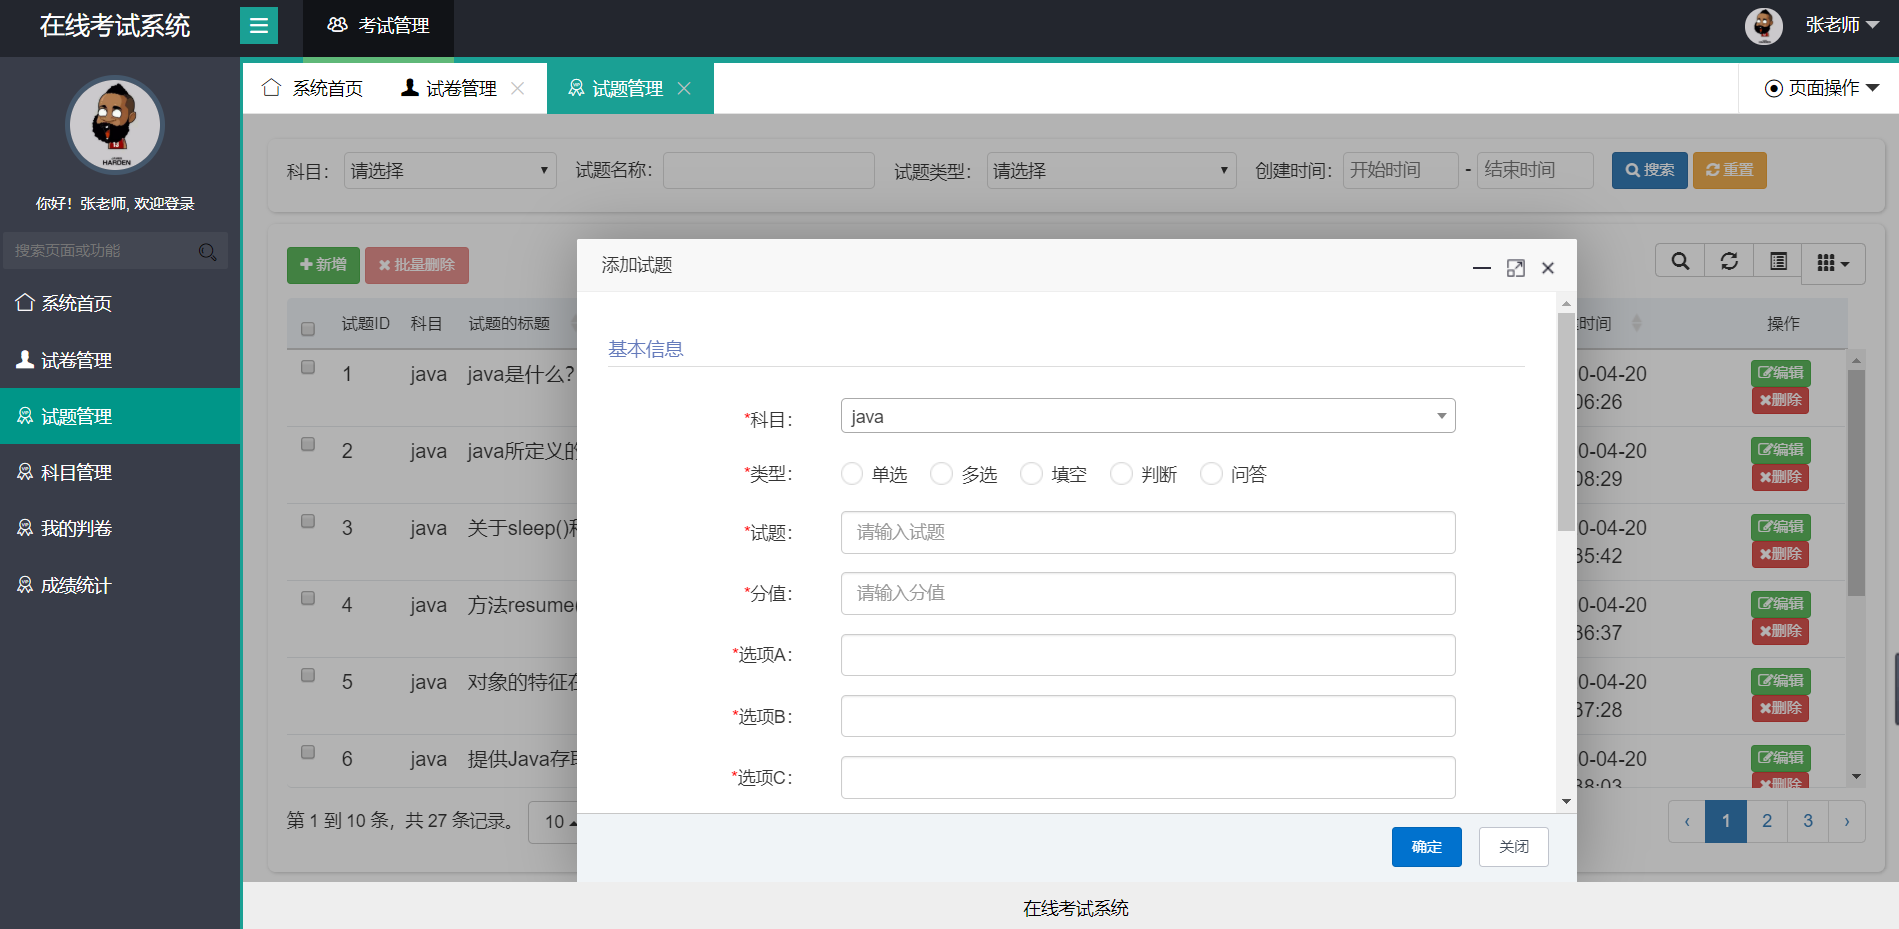 在线考试系统
考试管理
张老师
系统首页
试卷管理
试题管理
页面操作
HARDEN
你好！张老师, 欢迎登录
搜索页面或功能
系统首页
试卷管理
试题管理
科目管理
我的判卷
成绩统计
科目： 请选择 试题名称： 试题类型： 请选择 创建时间： 开始时间 - 结束时间 搜索 重置
新增 批量删除
试题ID 科目 试题的标题 时间 操作
1 java java是什么? 0-04-20 06:26 编辑 删除
2 java java所定义的 0-04-20 08:29 编辑 删除
3 java 关于sleep()和 0-04-20 35:42 编辑 删除
4 java 方法resume( 0-04-20 36:37 编辑 删除
5 java 对象的特征在 0-04-20 37:28 编辑 删除
6 java 提供Java存取 0-04-20 38:03 编辑 删除
第 1 到 10 条，共 27 条记录。 10
‹ 1 2 3 ›
添加试题
基本信息
*科目： java
*类型： 单选 多选 填空 判断 问答
*试题： 请输入试题
*分值： 请输入分值
*选项A：
*选项B：
*选项C：
确定 关闭
在线考试系统